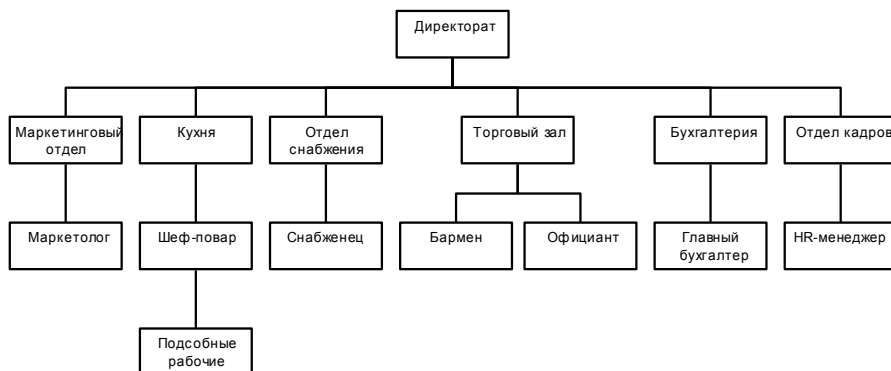 Директорат
Маркетинговый
отдел
Кухня
Отдел
снабжения
Торговый зал
Бухгалтерия
Отдел кадров
Маркетолог
Шеф-повар
Снабженец
Бармен
Официант
Главный
бухгалтер
HR-менеджер
Подсобные
рабочие